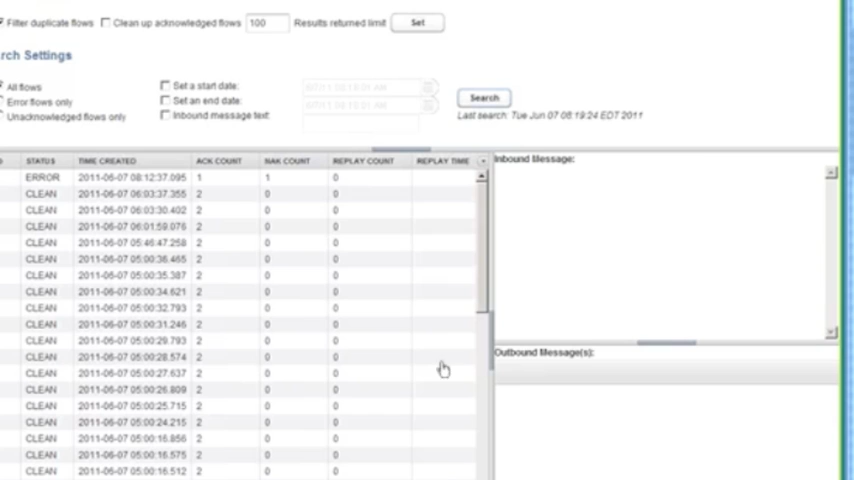 Filter duplicate flows Clean up acknowledged flows 100 Results returned limit Set
rch Settings
All flows Set a start date:
Error flows only Set an end date: Search
Unacknowledged flows only Inbound message text: Last search: Tue Jun 07 08:19:24 EDT 2011
STATUS TIME CREATED ACK COUNT NAK COUNT REPLAY COUNT REPLAY TIME Inbound Message:
ERROR 2011-06-07 08:12:37.095 1 1 0
CLEAN 2011-06-07 06:03:37.355 2 0 0
CLEAN 2011-06-07 06:03:30.402 2 0 0
CLEAN 2011-06-07 06:01:59.076 2 0 0
CLEAN 2011-06-07 05:46:47.258 2 0 0
CLEAN 2011-06-07 05:00:36.465 2 0 0
CLEAN 2011-06-07 05:00:35.387 2 0 0
CLEAN 2011-06-07 05:00:34.621 2 0 0
CLEAN 2011-06-07 05:00:32.793 2 0 0
CLEAN 2011-06-07 05:00:31.246 2 0 0
CLEAN 2011-06-07 05:00:29.793 2 0 0
Outbound Message(s):
CLEAN 2011-06-07 05:00:28.574 2 0 0
CLEAN 2011-06-07 05:00:27.637 2 0 0
CLEAN 2011-06-07 05:00:26.809 2 0 0
CLEAN 2011-06-07 05:00:25.715 2 0 0
CLEAN 2011-06-07 05:00:24.215 2 0 0
CLEAN 2011-06-07 05:00:16.856 2 0 0
CLEAN 2011-06-07 05:00:16.575 2 0 0
CLEAN 2011-06-07 05:00:16.512 2 0 0